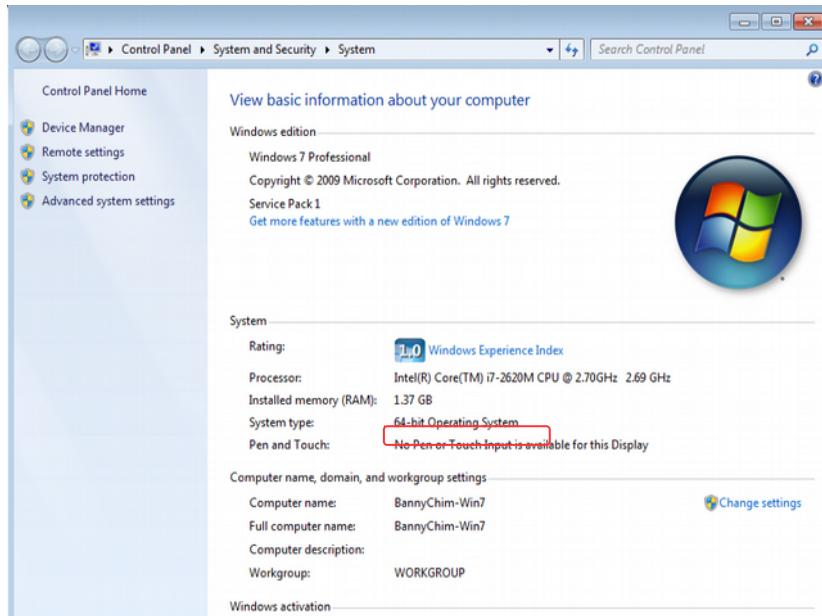 Control Panel ▸ System and Security ▸ System
Search Control Panel
Control Panel Home
Device Manager
Remote settings
System protection
Advanced system settings
View basic information about your computer
Windows edition
Windows 7 Professional
Copyright © 2009 Microsoft Corporation. All rights reserved.
Service Pack 1
Get more features with a new edition of Windows 7
System
Rating: 1.0 Windows Experience Index
Processor: Intel(R) Core(TM) i7-2620M CPU @ 2.70GHz 2.69 GHz
Installed memory (RAM): 1.37 GB
System type: 64-bit Operating System
Pen and Touch: No Pen or Touch Input is available for this Display
Computer name, domain, and workgroup settings
Computer name: BannyChim-Win7 Change settings
Full computer name: BannyChim-Win7
Computer description:
Workgroup: WORKGROUP
Windows activation